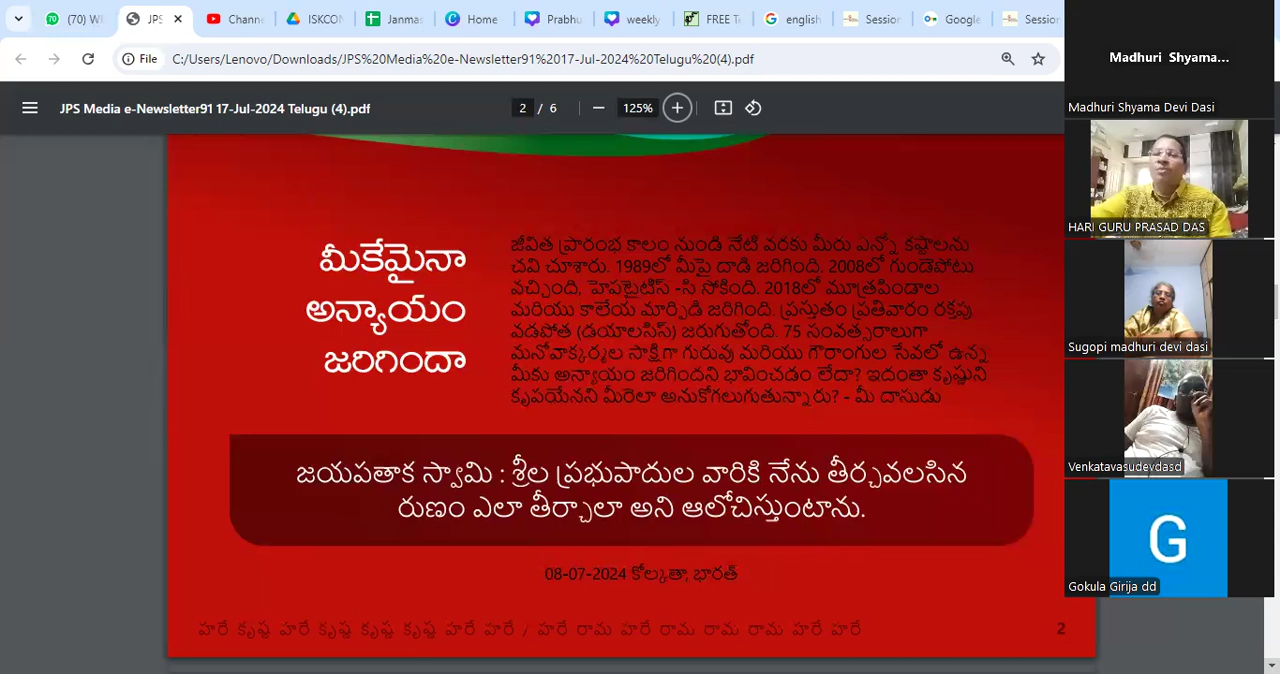 (70) W
JPS
Chann
ISKCON
Janmas
Home
Prabhu
weekly
FREE T
english
Session
Google
Session
File
C:/Users/Lenovo/Downloads/JPS%20Media%20e-Newsletter91%2017-Jul-2024%20Telugu%20(4).pdf
JPS Media e-Newsletter91 17-Jul-2024 Telugu (4).pdf
2 / 6
125%
మీకేమైనా
అన్యాయం
జరిగిందా
జీవిత ప్రారంభ కాలం నుండి నేటి వరకు మీరు ఎన్నో కష్టాలను
చవి చూశారు. 1989లో మీపై దాడి జరిగింది. 2008లో గుండెపోటు
వచ్చింది, హెపటైటిస్ -సి సోకింది. 2018లో మూత్రపిండాల
మరియు కాలేయ మార్పిడి జరిగింది. ప్రస్తుతం ప్రతివారం రక్తపు
వడపోత (డయాలసిస్) జరుగుతోంది. 75 సంవత్సరాలుగా
మనోవాక్కర్మల సాక్షిగా గురువు మరియు గౌరాంగుల సేవలో ఉన్న
మీకు అన్యాయం జరిగిందని భావించడం లేదా? ఇదంతా కృష్ణుని
కృపయేనని మీరెలా అనుకోగలుగుతున్నారు? - మీ దాసుడు
జయపతాక స్వామి : శ్రీల ప్రభుపాదుల వారికి నేను తీర్చవలసిన
రుణం ఎలా తీర్చాలా అని ఆలోచిస్తుంటాను.
08-07-2024 కోల్కతా, భారత్
హరే కృష్ణ హరే కృష్ణ కృష్ణ కృష్ణ హరే హరే / హరే రామ హరే రామ రామ రామ హరే హరే
2
Madhuri Shyama...
Madhuri Shyama Devi Dasi
HARI GURU PRASAD DAS
Sugopi madhuri devi dasi
Venkatavasudevdasd
G
Gokula Girija dd